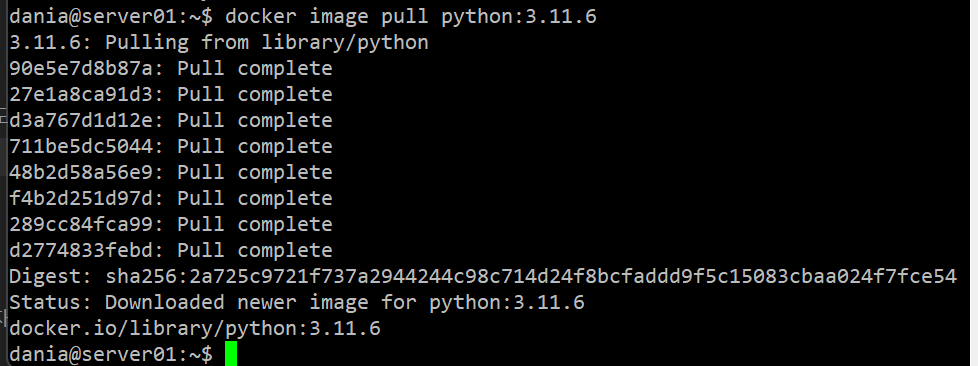 dania@server01:~$ docker image pull python:3.11.6
3.11.6: Pulling from library/python
90e5e7d8b87a: Pull complete
27e1a8ca91d3: Pull complete
d3a767d1d12e: Pull complete
711be5dc5044: Pull complete
48b2d58a56e9: Pull complete
f4b2d251d97d: Pull complete
289cc84fca99: Pull complete
d2774833febd: Pull complete
Digest: sha256:2a725c9721f737a2944244c98c714d24f8bcfaddd9f5c15083cbaa024f7fce54
Status: Downloaded newer image for python:3.11.6
docker.io/library/python:3.11.6
dania@server01:~$